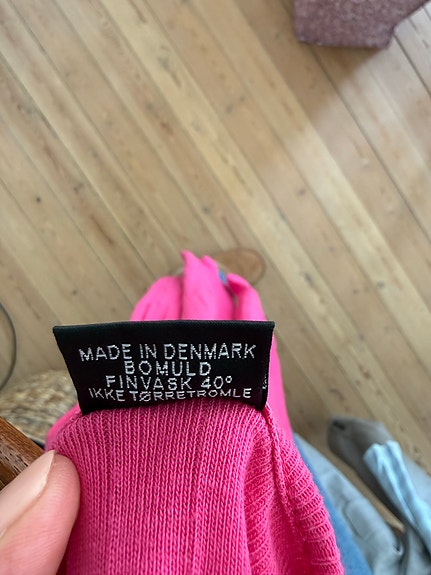 MADE IN DENMARK
BOMULD
FINVASK 40°
IKKE TØRRETROMLE